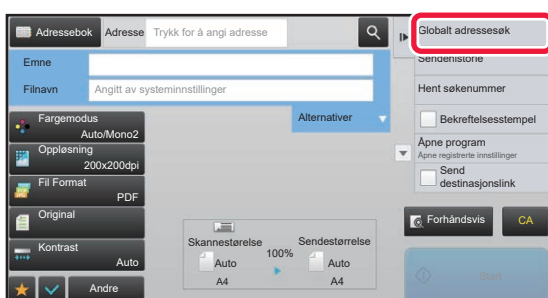 Adressebok
Adresse
Trykk for å angi adresse
Emne
Filnavn
Angitt av systeminnstillinger
Alternativer
Fargemodus
Auto/Mono2
Oppløsning
200x200dpi
Fil Format
PDF
Original
Kontrast
Auto
Andre
Skannestørelse
100%
Sendestørrelse
Auto
Auto
A4
A4
Globalt adressesøk
Sendehistorie
Hent søkenummer
Bekreftelsesstempel
Åpne program
Åpne registrerte innstillinger
Send
destinasjonslink
Forhåndsvis
CA
Start